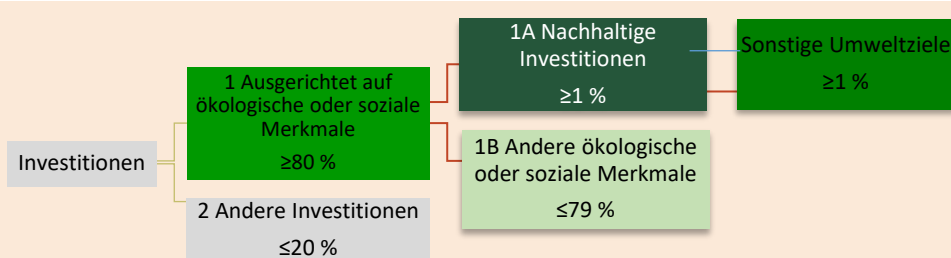 Investitionen
1 Ausgerichtet auf
ökologische oder soziale
Merkmale
≥80 %
2 Andere Investitionen
≤20 %
1A Nachhaltige
Investitionen
≥1 %
1B Andere ökologische
oder soziale Merkmale
≤79 %
Sonstige Umweltziele
≥1 %